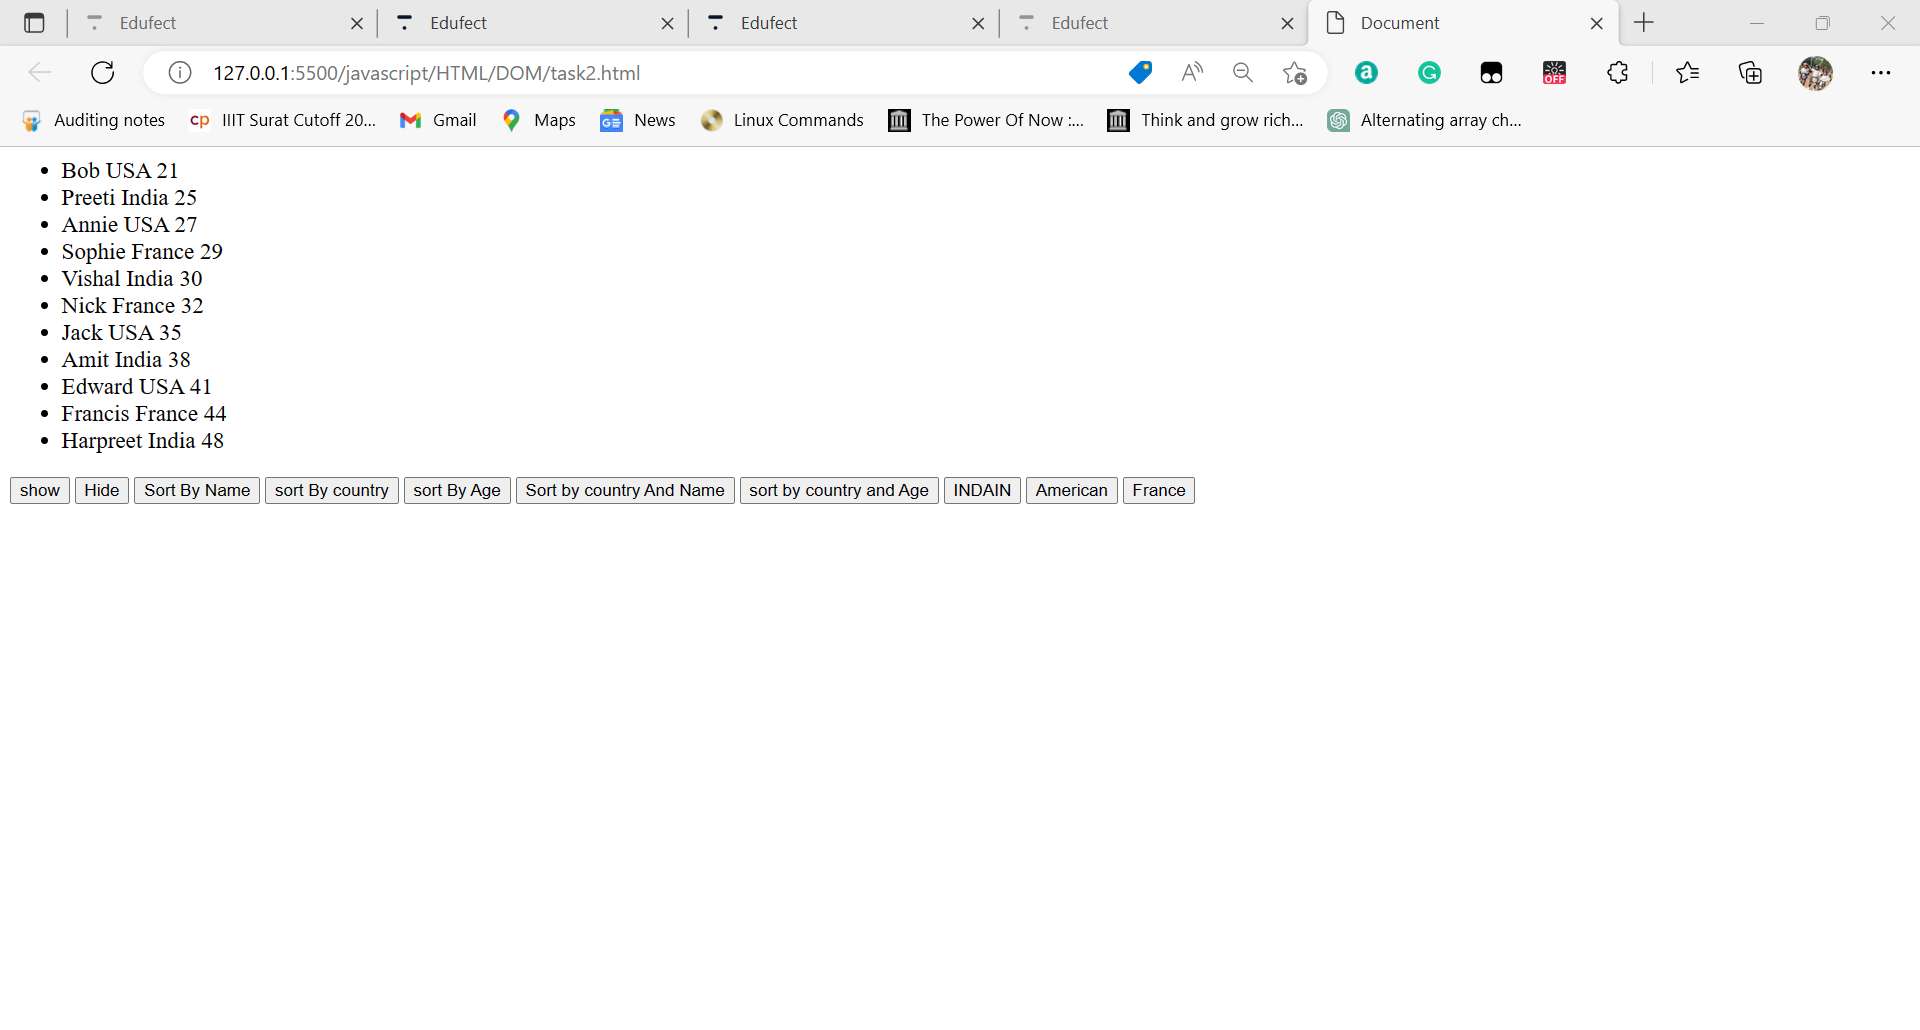 Edufect Edufect Edufect Edufect Document
127.0.0.1:5500/javascript/HTML/DOM/task2.html
Auditing notes IIIT Surat Cutoff 20... Gmail Maps News Linux Commands The Power Of Now :... Think and grow rich... Alternating array ch...
Bob USA 21
Preeti India 25
Annie USA 27
Sophie France 29
Vishal India 30
Nick France 32
Jack USA 35
Amit India 38
Edward USA 41
Francis France 44
Harpreet India 48
show Hide Sort By Name sort By country sort By Age Sort by country And Name sort by country and Age INDAIN American France